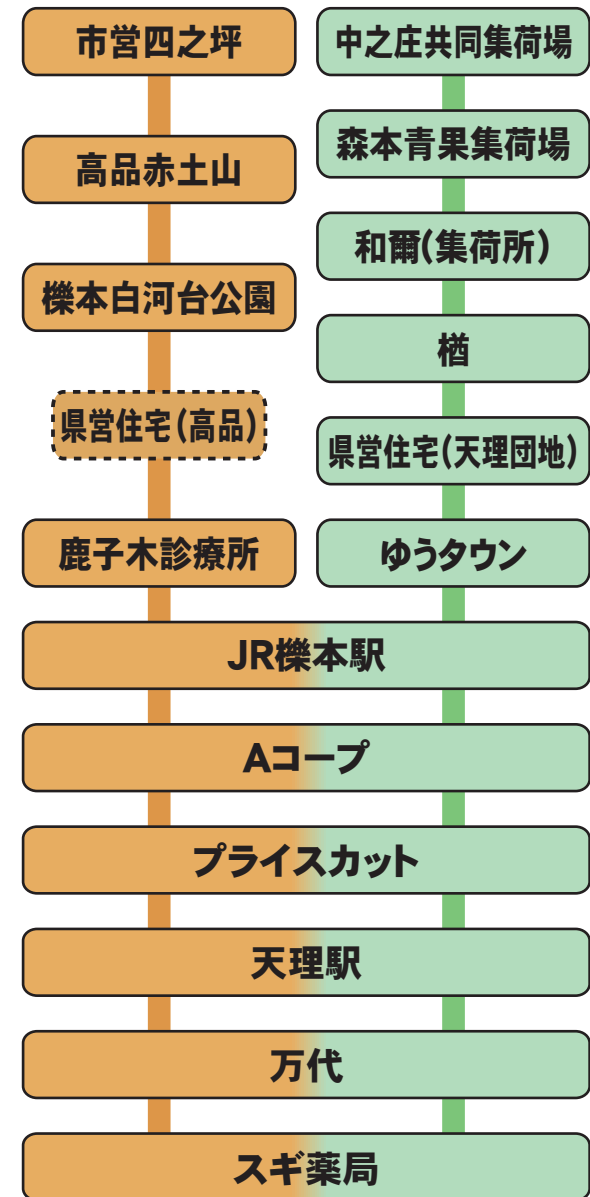 市営四之坪
高品赤土山
櫟本白河台公園
県営住宅(高品)
鹿子木診療所
中之庄共同集荷場
森本青果集荷場
和爾(集荷所)
楢
県営住宅(天理団地)
ゆうタウン
JR櫟本駅
Aコープ
プライスカット
天理駅
万代
スギ薬局